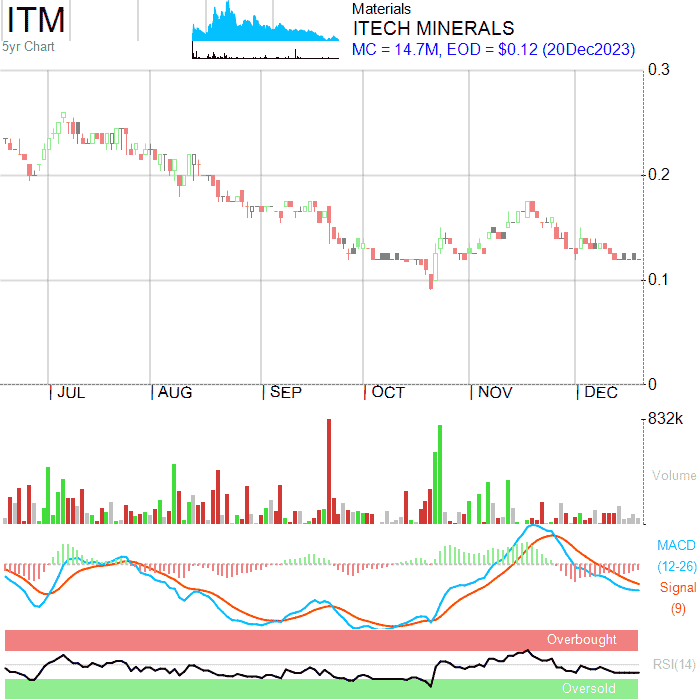 ITM
5yr Chart
Materials
ITECH MINERALS
MC = 14.7M, EOD = $0.12 (20Dec2023)
0.3
0.2
0.1
0
JUL AUG SEP OCT NOV DEC
832k
Volume
MACD
(12-26)
Signal
(9)
Overbought
RSI(14)
Oversold